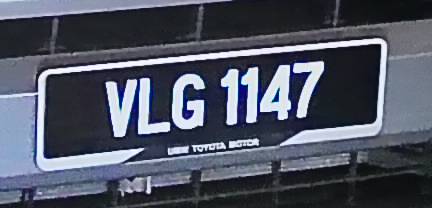 VLG 1147
UMW TOYOTA MOTOR